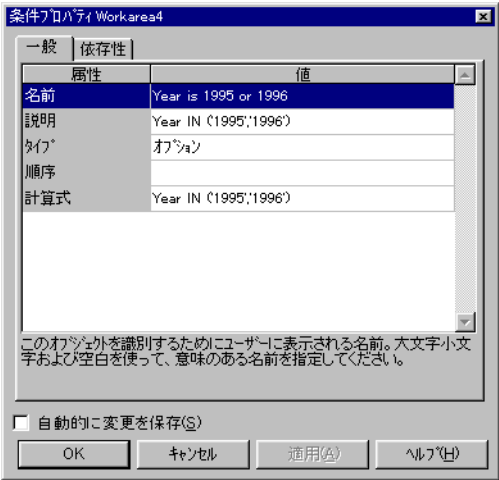 条件ﾌﾟﾛﾊﾟﾃｨ Workarea4
一般
依存性
属性 値
名前 Year is 1995 or 1996
説明 Year IN ('1995','1996')
ﾀｲﾌﾟ ｵﾌﾟｼｮﾝ
順序
計算式 Year IN ('1995','1996')
このｵﾌﾞｼﾞｪｸﾄを識別するためにﾕｰｻﾞｰに表示される名前。大文字小文
字および空白を使って、意味のある名前を指定してください。
自動的に変更を保存(S)
OK ｷｬﾝｾﾙ 適用(A) ﾍﾙﾌﾟ(H)